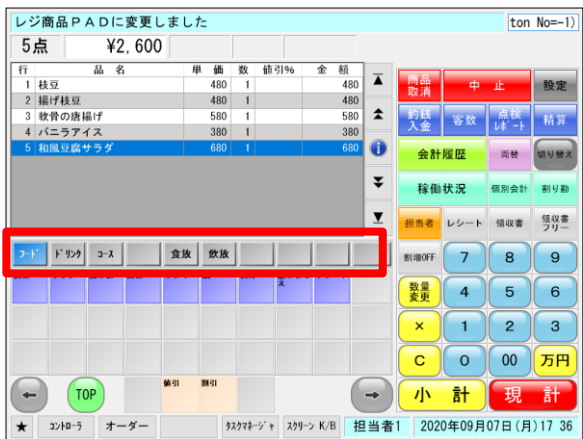 レジ商品ＰＡＤに変更しました ton No=-1)
5点 ¥2,600
行 品 名 単 価 数 値引% 金 額
1 枝豆 480 1 480
2 揚げ枝豆 480 1 480
3 軟骨の唐揚げ 580 1 580
4 バニラアイス 380 1 380
5 和風豆腐サラダ 680 1 680
商品取消 中 止 設定
釣銭入金 客数 点検ﾚﾎﾟｰﾄ 精算
会計履歴 両替 切り替え
稼働状況 個別会計 割り勘
担当者 レシート 領収書 領収書フリー
ﾌｰﾄﾞ ﾄﾞﾘﾝｸ ｺｰｽ 食放 飲放
割増OFF 7 8 9
数量変更 4 5 6
× 1 2 3
C 0 00 万円
値引 割引
← TOP → 小 計 現 計
★ ｺﾝﾄﾛｰﾗ オーダー ﾀｽｸﾏﾈｰｼﾞｬ ｽｸﾘｰﾝ K/B 担当者1 2020年09月07日(月)17 36